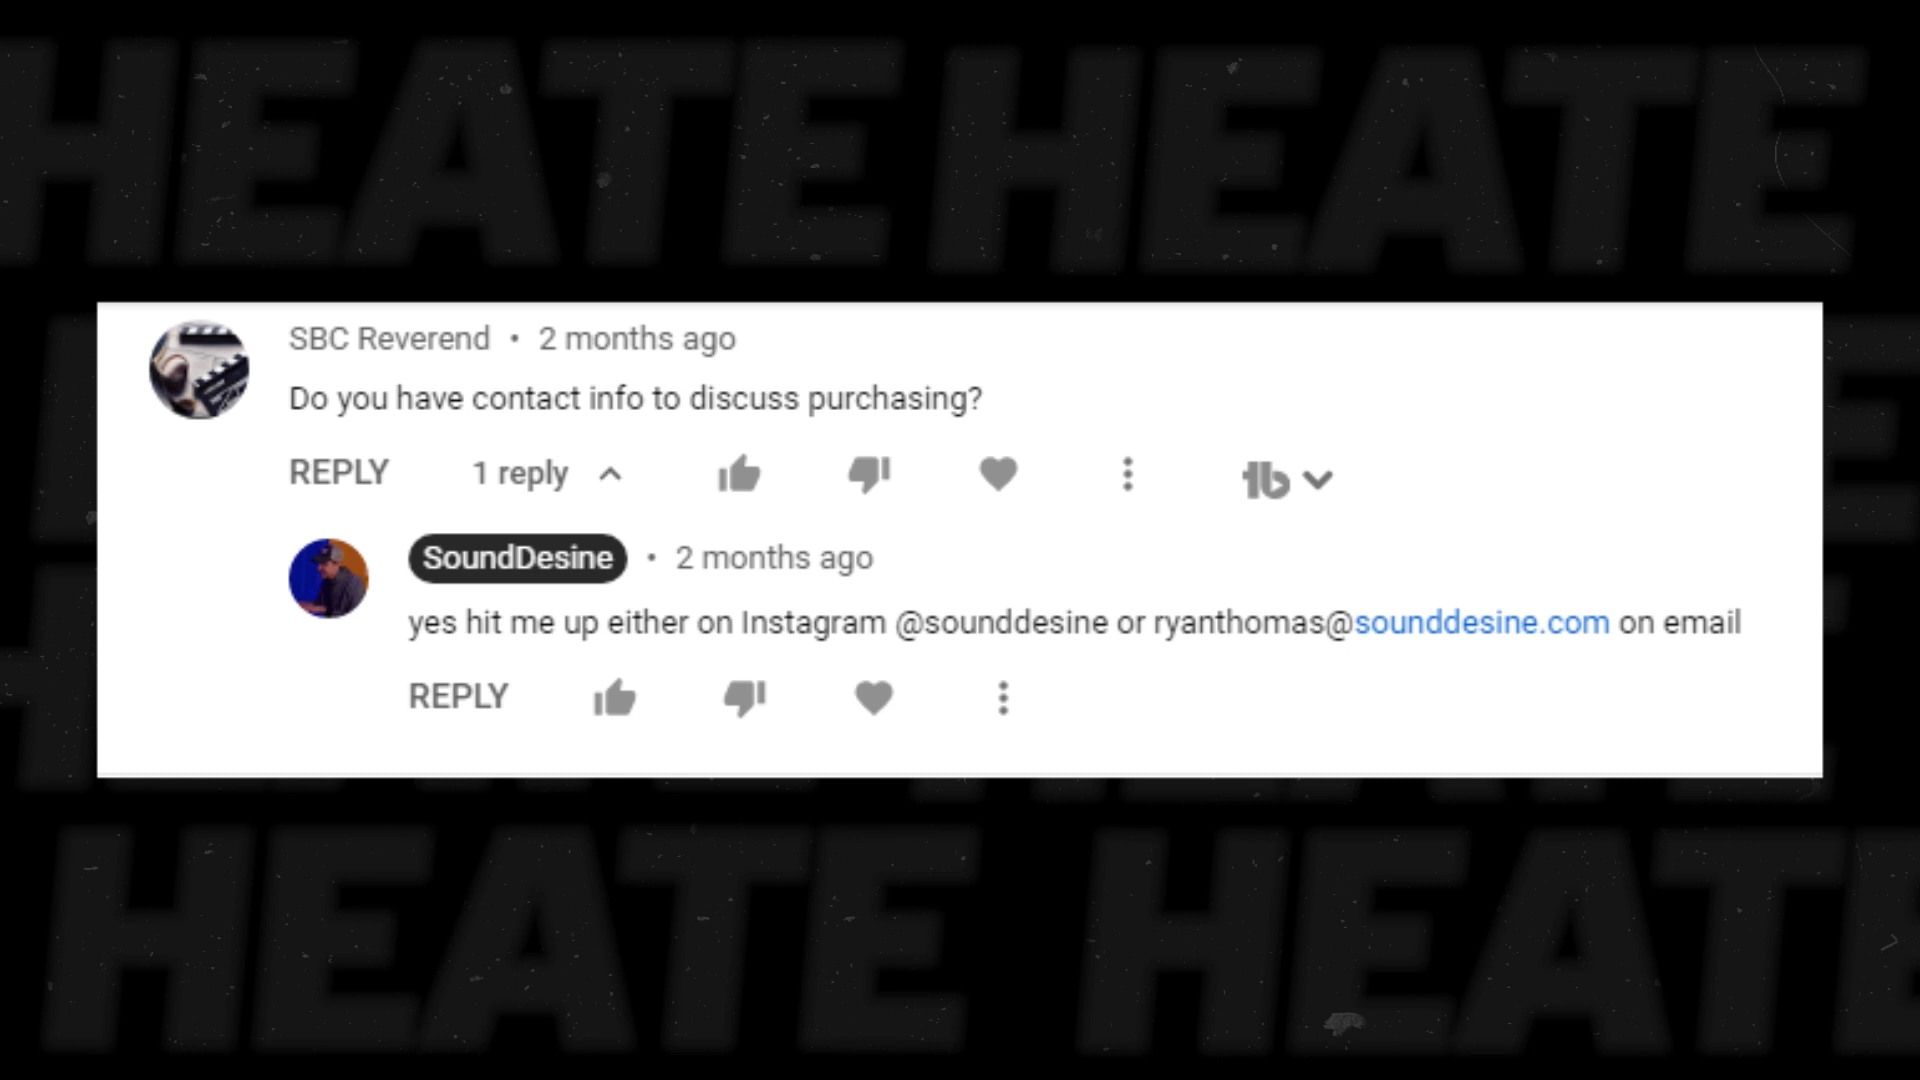 HEATE HEATE
SBC Reverend • 2 months ago
Do you have contact info to discuss purchasing?
REPLY 1 reply
SoundDesine • 2 months ago
yes hit me up either on Instagram @sounddesine or ryanthomas@sounddesine.com on email
REPLY
HEATE HEATE